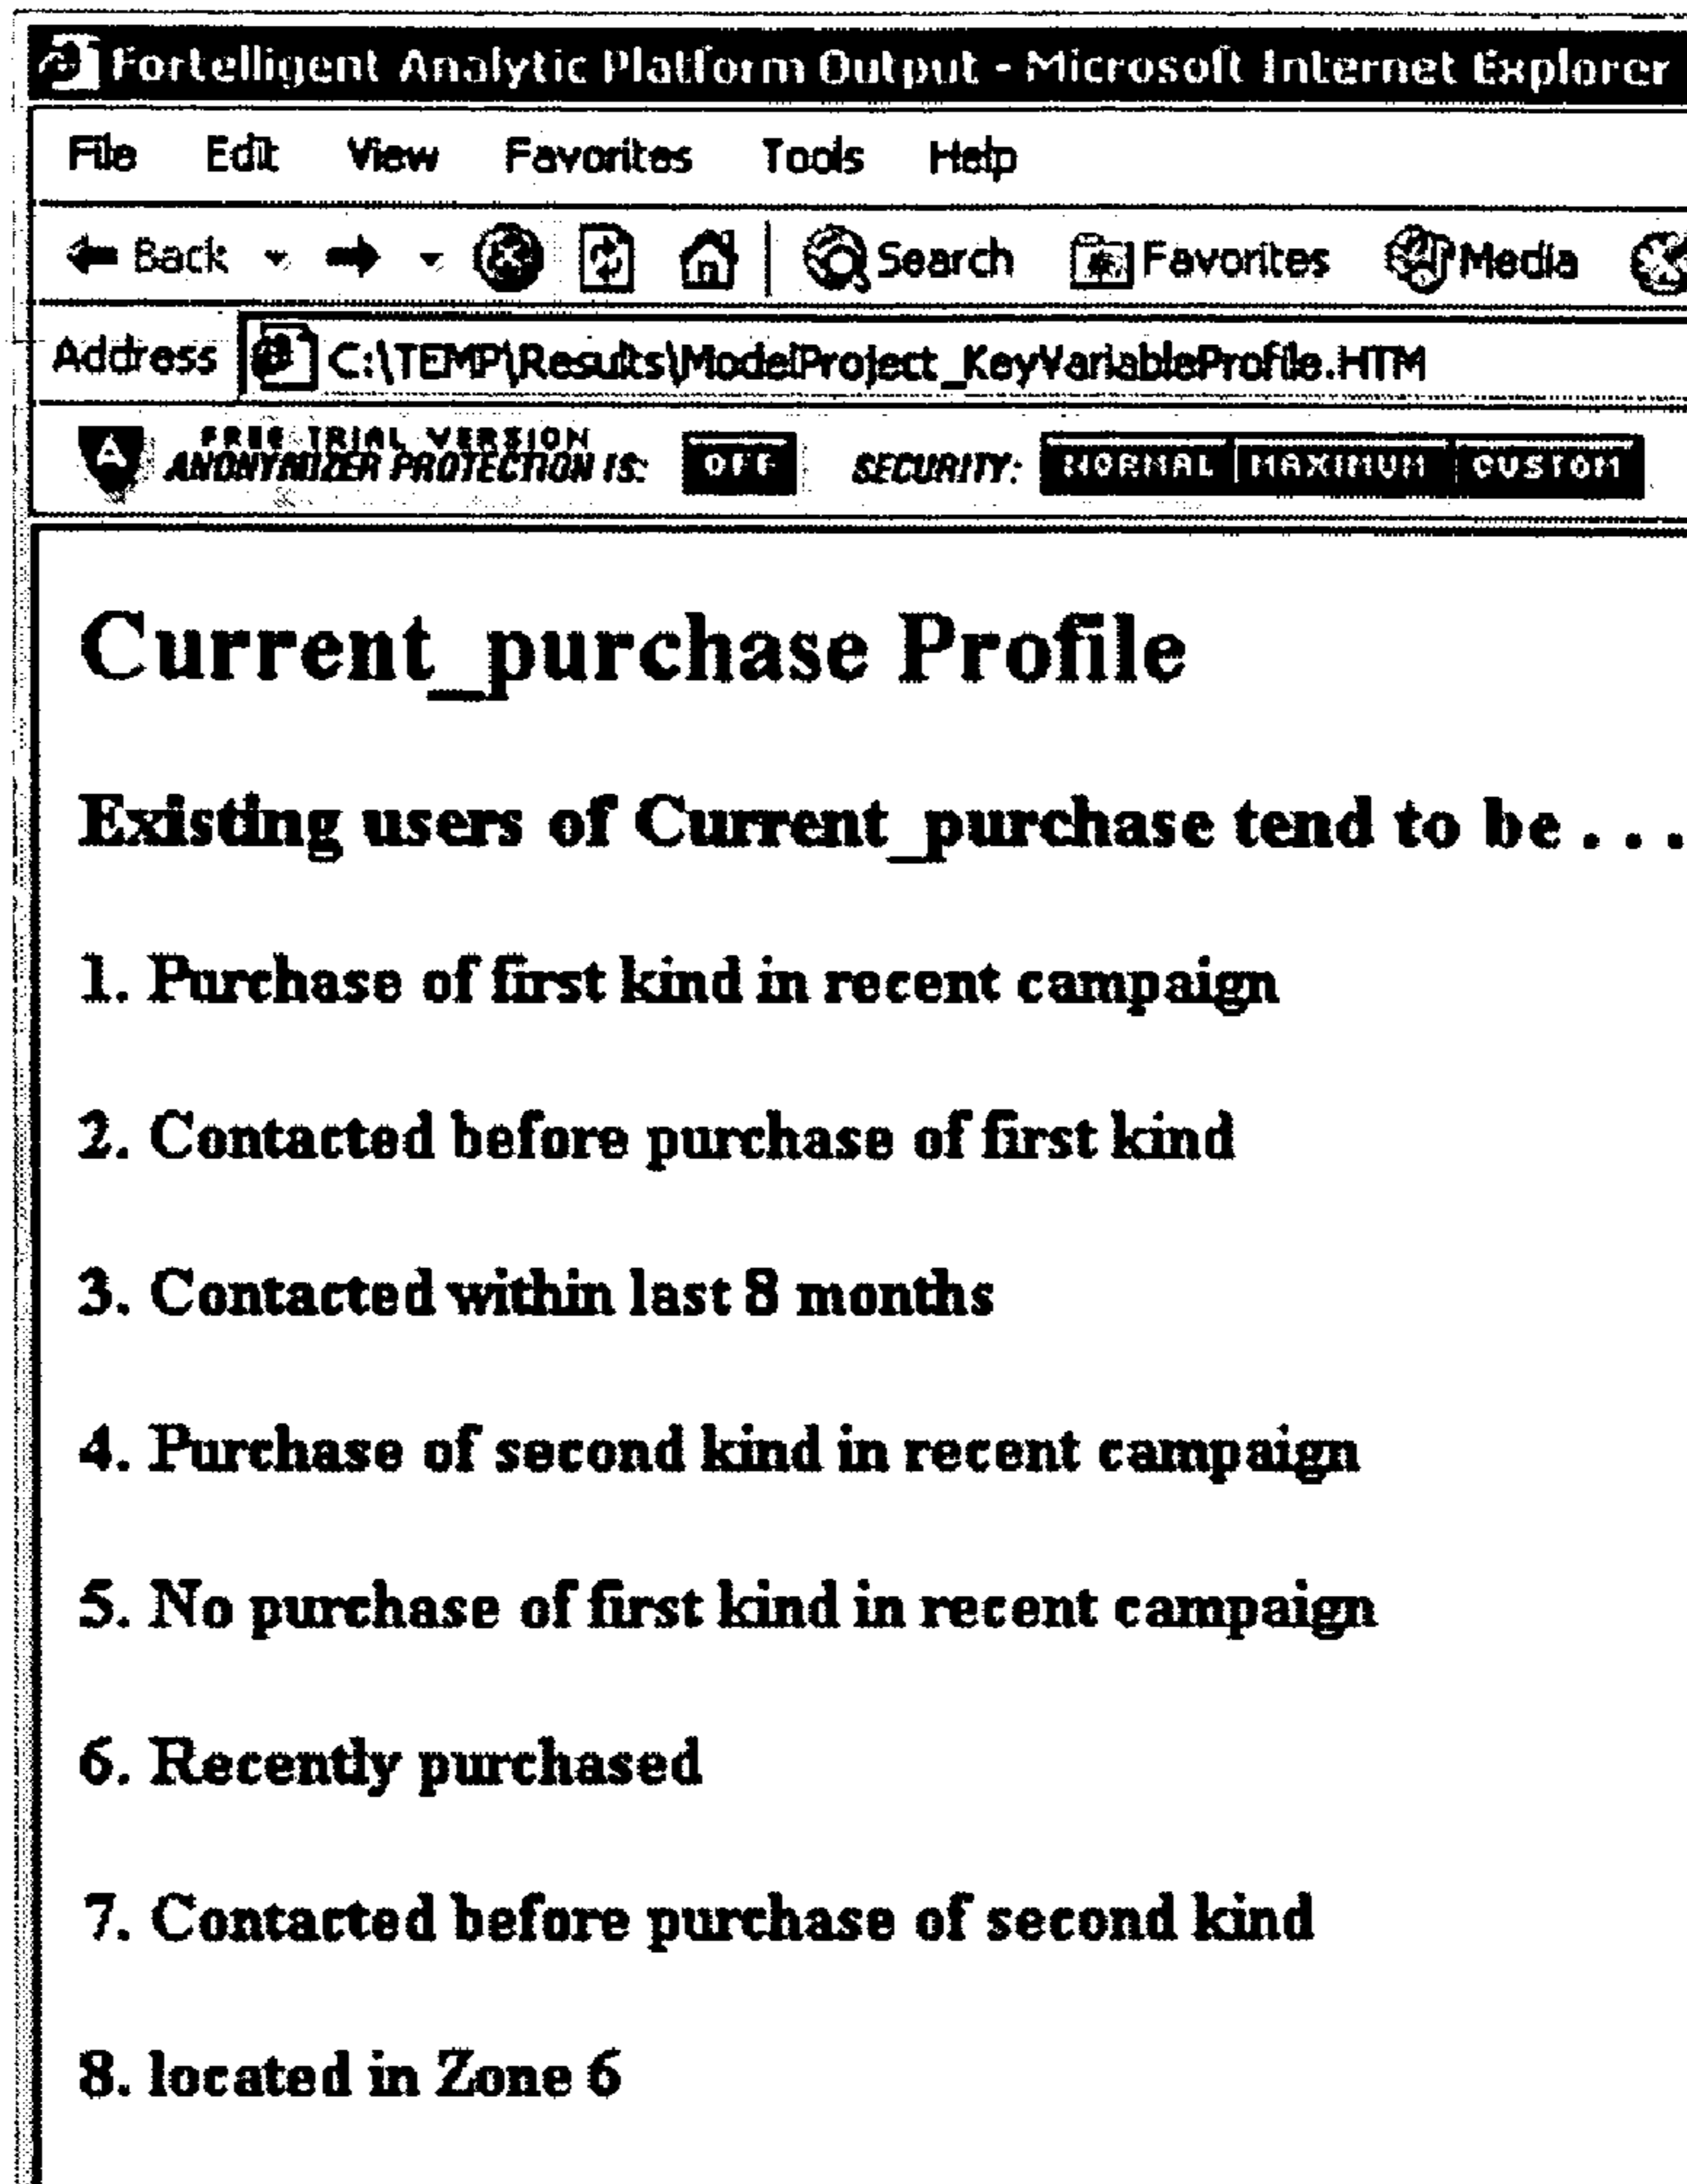 Fortelligent Analytic Platform Output - Microsoft Internet Explorer
File Edit View Favorites Tools Help
Back Search Favorites Media
Address C:\TEMP\Results\ModelProject_KeyVariableProfile.HTM
FREE TRIAL VERSION
ANONYMIZER PROTECTION IS: OFF SECURITY: NORMAL MAXIMUM CUSTOM
Current_purchase Profile
Existing users of Current_purchase tend to be . . .
1. Purchase of first kind in recent campaign
2. Contacted before purchase of first kind
3. Contacted within last 8 months
4. Purchase of second kind in recent campaign
5. No purchase of first kind in recent campaign
6. Recently purchased
7. Contacted before purchase of second kind
8. located in Zone 6